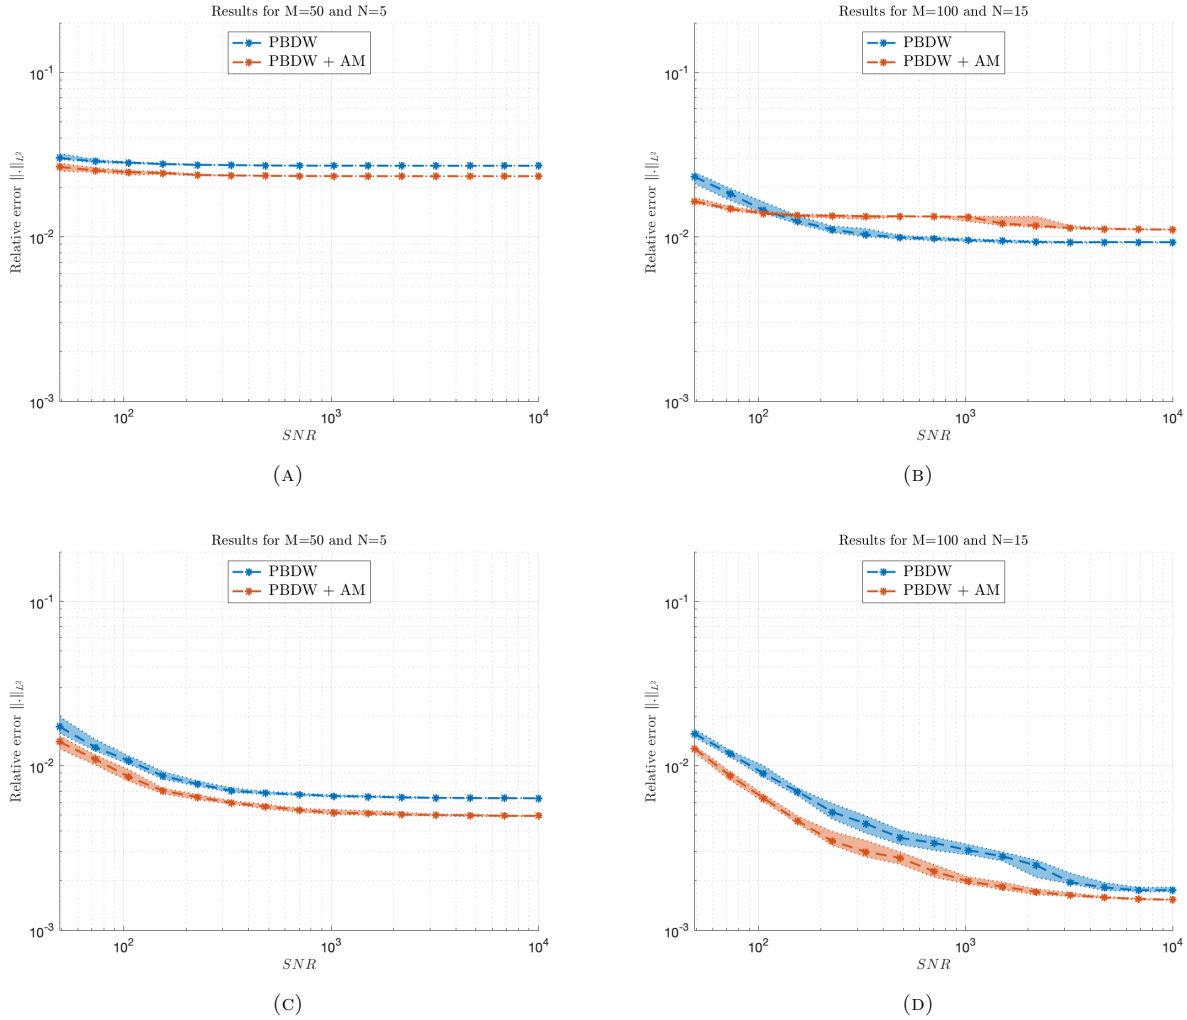 Results for M=50 and N=5
PBDW
PBDW + AM
10^-1
10^-2
10^-3
Relative error ||.||_{L^2}
10^2
10^3
10^4
SNR
(A)
Results for M=100 and N=15
PBDW
PBDW + AM
10^-1
10^-2
10^-3
Relative error ||.||_{L^2}
10^2
10^3
10^4
SNR
(B)
Results for M=50 and N=5
PBDW
PBDW + AM
10^-1
10^-2
10^-3
Relative error ||.||_{L^2}
10^2
10^3
10^4
SNR
(C)
Results for M=100 and N=15
PBDW
PBDW + AM
10^-1
10^-2
10^-3
Relative error ||.||_{L^2}
10^2
10^3
10^4
SNR
(D)